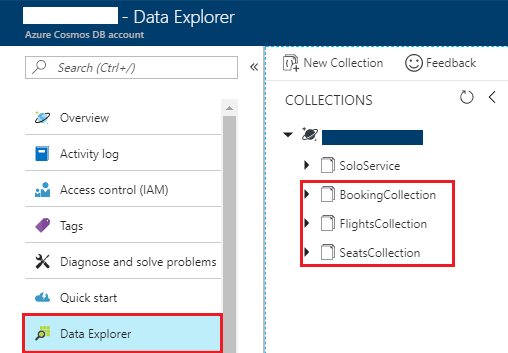 - Data Explorer
Azure Cosmos DB account
Search (Ctrl+/)
Overview
Activity log
Access control (IAM)
Tags
Diagnose and solve problems
Quick start
Data Explorer
New Collection
Feedback
COLLECTIONS
SoloService
BookingCollection
FlightsCollection
SeatsCollection